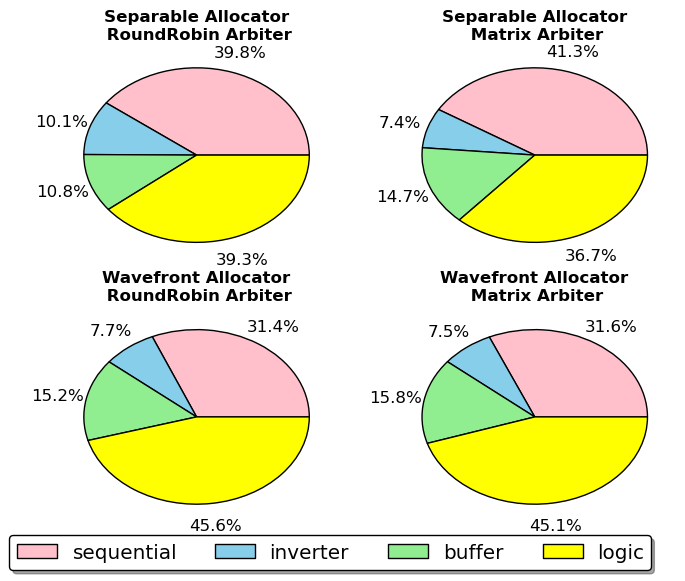 Separable Allocator
RoundRobin Arbiter
39.8%
10.1%
10.8%
39.3%
Separable Allocator
Matrix Arbiter
41.3%
7.4%
14.7%
36.7%
Wavefront Allocator
RoundRobin Arbiter
31.4%
7.7%
15.2%
45.6%
Wavefront Allocator
Matrix Arbiter
31.6%
7.5%
15.8%
45.1%
sequential inverter buffer logic